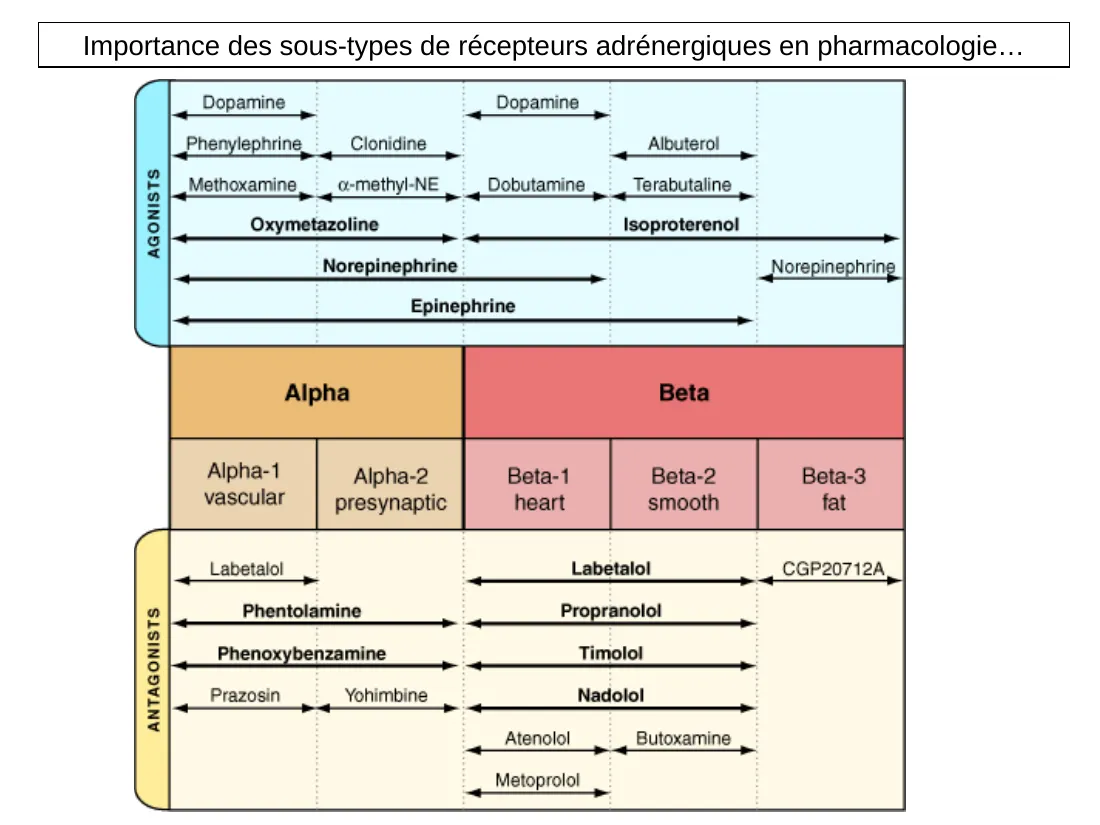 Importance des sous-types de récepteurs adrénergiques en pharmacologie…
AGONISTS
Dopamine
Dopamine
Phenylephrine
Clonidine
Albuterol
Methoxamine
α-methyl-NE
Dobutamine
Terabutaline
Oxymetazoline
Isoproterenol
Norepinephrine
Norepinephrine
Epinephrine
Alpha
Beta
Alpha-1
vascular
Alpha-2
presynaptic
Beta-1
heart
Beta-2
smooth
Beta-3
fat
ANTAGONISTS
Labetalol
Labetalol
CGP20712A
Phentolamine
Propranolol
Phenoxybenzamine
Timolol
Prazosin
Yohimbine
Nadolol
Atenolol
Butoxamine
Metoprolol